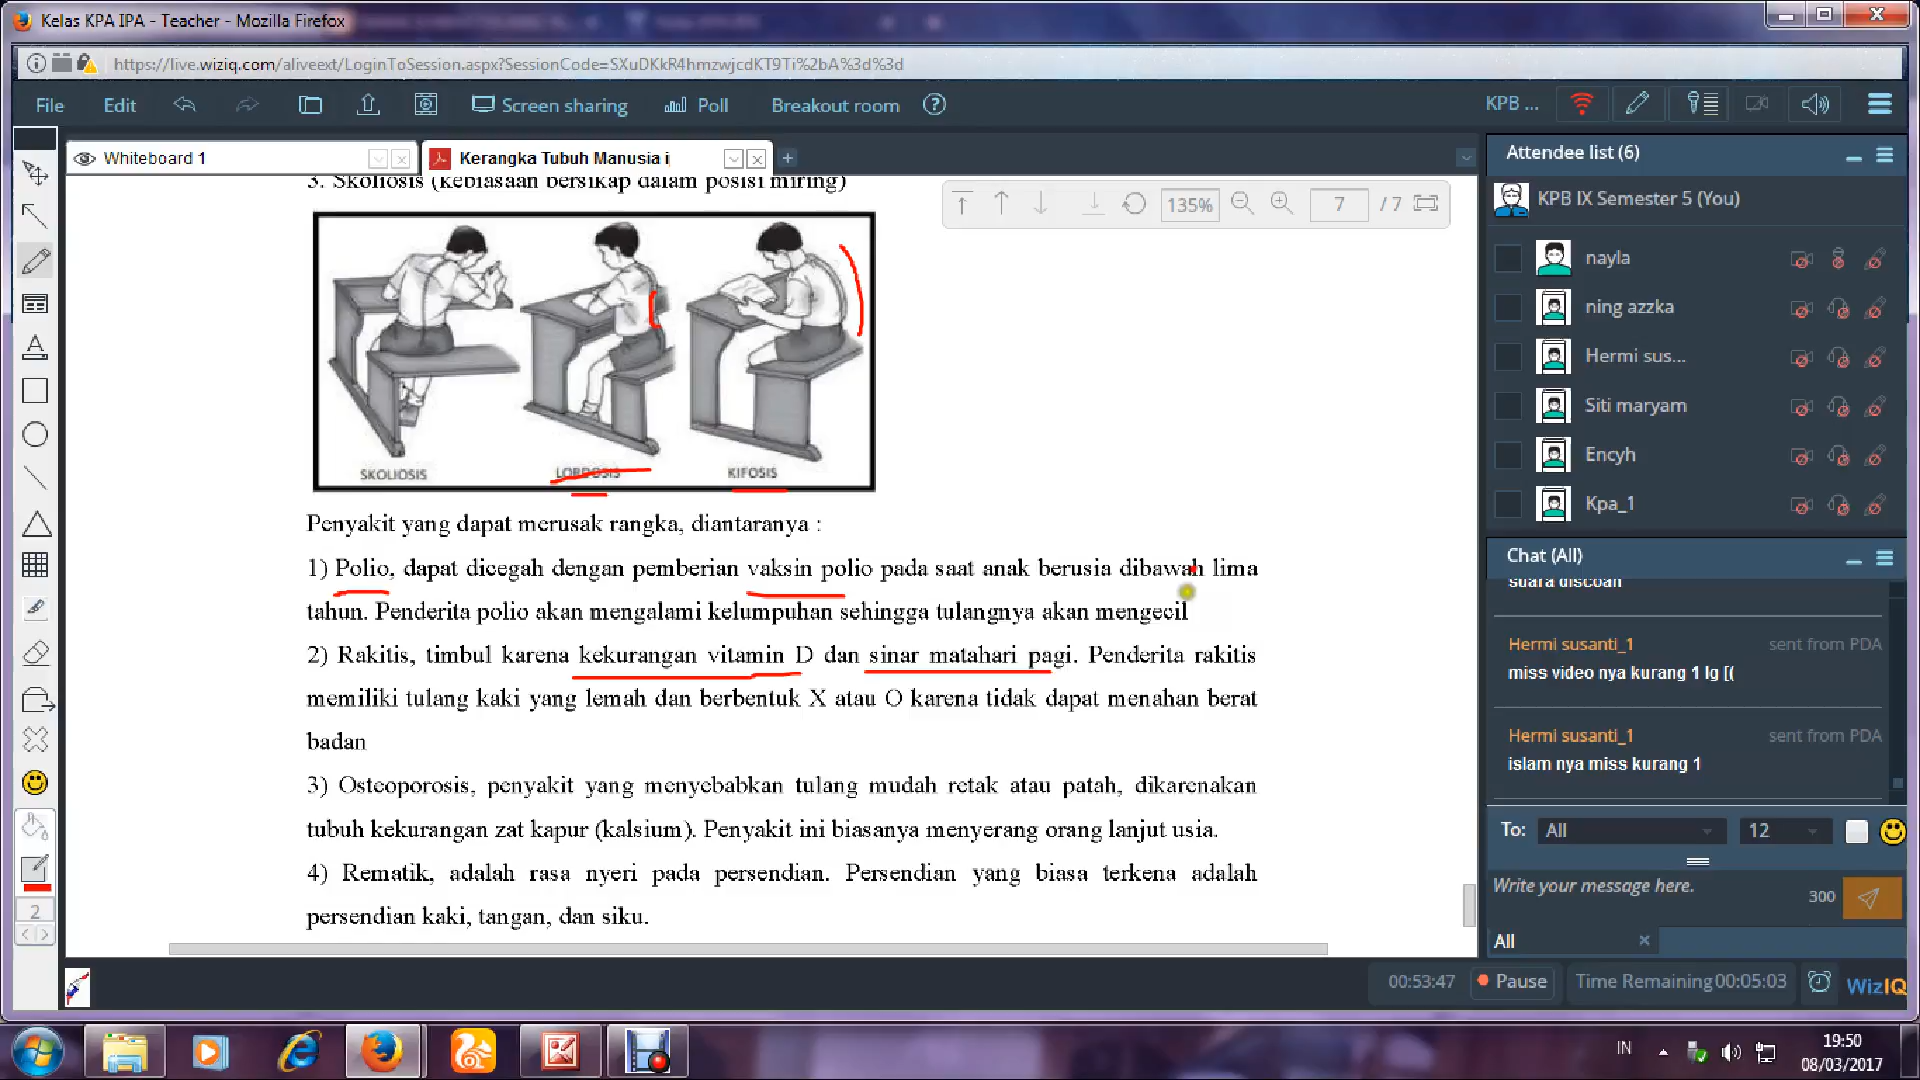 Kelas KPA IPA - Teacher - Mozilla Firefox
https://live.wiziq.com/aliveext/LoginToSession.aspx?SessionCode=SXuDKkR4hmzwjcdKT9Ti%2bA%3d%3d
File Edit Screen sharing Poll Breakout room KPB ...
Whiteboard 1
Kerangka Tubuh Manusia i
3. Skoliosis (kebiasaan bersikap dalam posisi miring)
135% 7 / 7
SKOLIOSIS LORDOSIS KIFOSIS
Penyakit yang dapat merusak rangka, diantaranya :
1) Polio, dapat dicegah dengan pemberian vaksin polio pada saat anak berusia dibawah lima
tahun. Penderita polio akan mengalami kelumpuhan sehingga tulangnya akan mengecil
2) Rakitis, timbul karena kekurangan vitamin D dan sinar matahari pagi. Penderita rakitis
memiliki tulang kaki yang lemah dan berbentuk X atau O karena tidak dapat menahan berat
badan
3) Osteoporosis, penyakit yang menyebabkan tulang mudah retak atau patah, dikarenakan
tubuh kekurangan zat kapur (kalsium). Penyakit ini biasanya menyerang orang lanjut usia.
4) Rematik, adalah rasa nyeri pada persendian. Persendian yang biasa terkena adalah
persendian kaki, tangan, dan siku.
2
Attendee list (6)
KPB IX Semester 5 (You)
nayla
ning azzka
Hermi sus...
Siti maryam
Encyh
Kpa_1
Chat (All)
suara discoan
Hermi susanti_1 sent from PDA
miss video nya kurang 1 lg [(
Hermi susanti_1 sent from PDA
islam nya miss kurang 1
To: All 12
Write your message here.
300
All
00:53:47 Pause Time Remaining 00:05:03 WizIQ
IN
19:50
08/03/2017